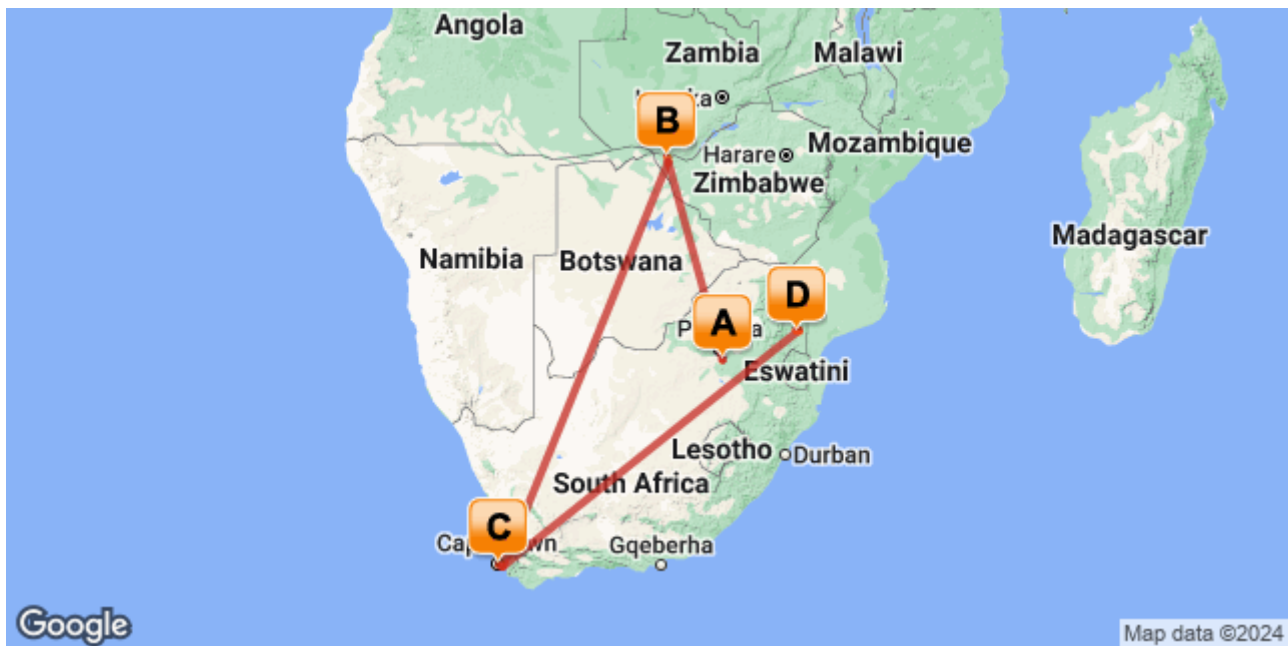 Angola
Zambia
Malawi
B
Harare
Mozambique
Zimbabwe
Madagascar
Namibia
Botswana
D
A
Eswatini
Lesotho
Durban
South Africa
C
Gqeberha
Google
Map data ©2024